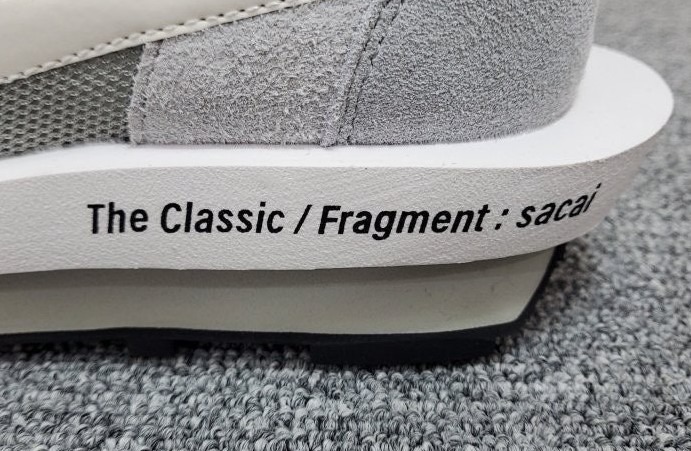 The Classic / Fragment : sacai